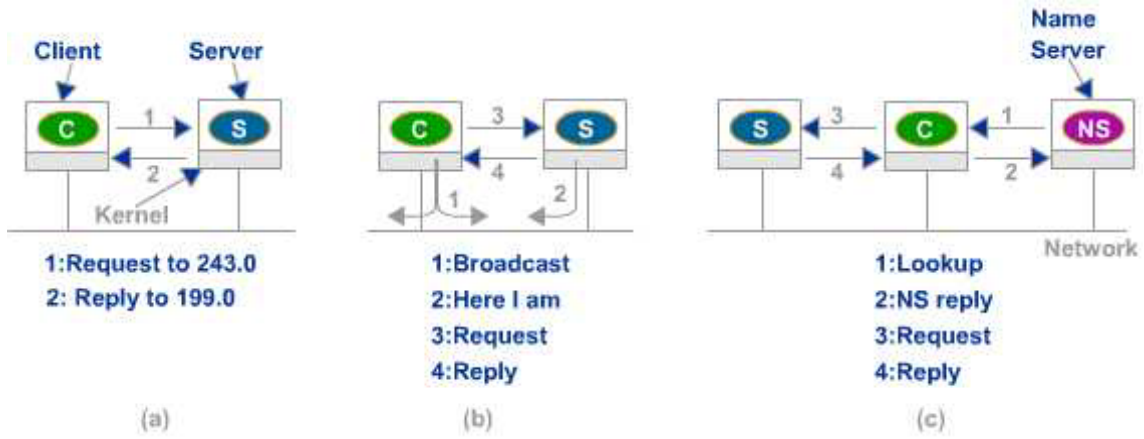 Client
Server
C
S
1
2
Kernel
1:Request to 243.0
2: Reply to 199.0
(a)
C
S
3
4
1
2
1:Broadcast
2:Here I am
3:Request
4:Reply
(b)
Name
Server
S
C
NS
3
1
4
2
Network
1:Lookup
2:NS reply
3:Request
4:Reply
(c)